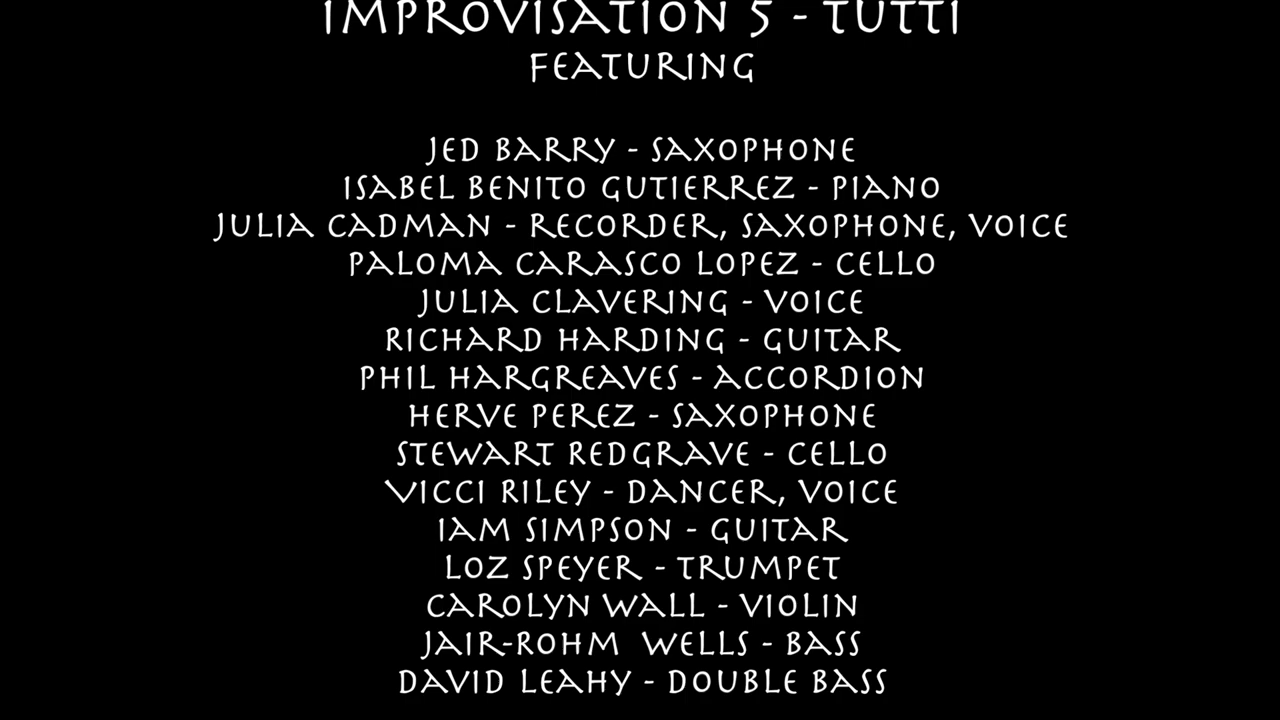 IMPROVISATION 5 - TUTTI
FEATURING
JED BARRY - SAXOPHONE
ISABEL BENITO GUTIERREZ - PIANO
JULIA CADMAN - RECORDER, SAXOPHONE, VOICE
PALOMA CARASCO LOPEZ - CELLO
JULIA CLAVERING - VOICE
RICHARD HARDING - GUITAR
PHIL HARGREAVES - ACCORDION
HERVE PEREZ - SAXOPHONE
STEWART REDGRAVE - CELLO
VICCI RILEY - DANCER, VOICE
IAM SIMPSON - GUITAR
LOZ SPEYER - TRUMPET
CAROLYN WALL - VIOLIN
JAIR-ROHM WELLS - BASS
DAVID LEAHY - DOUBLE BASS